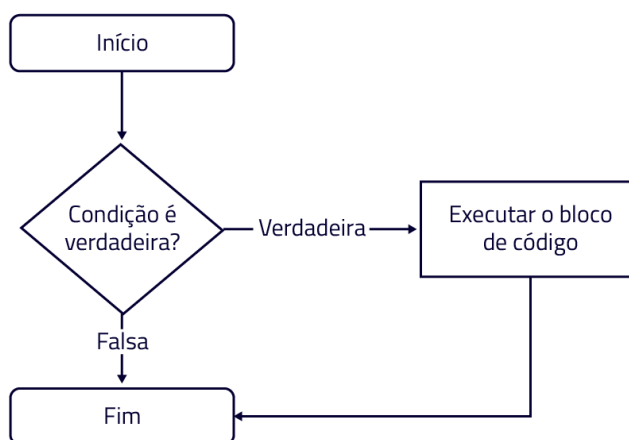 Início
Condição é
verdadeira?
Verdadeira
Executar o bloco
de código
Falsa
Fim